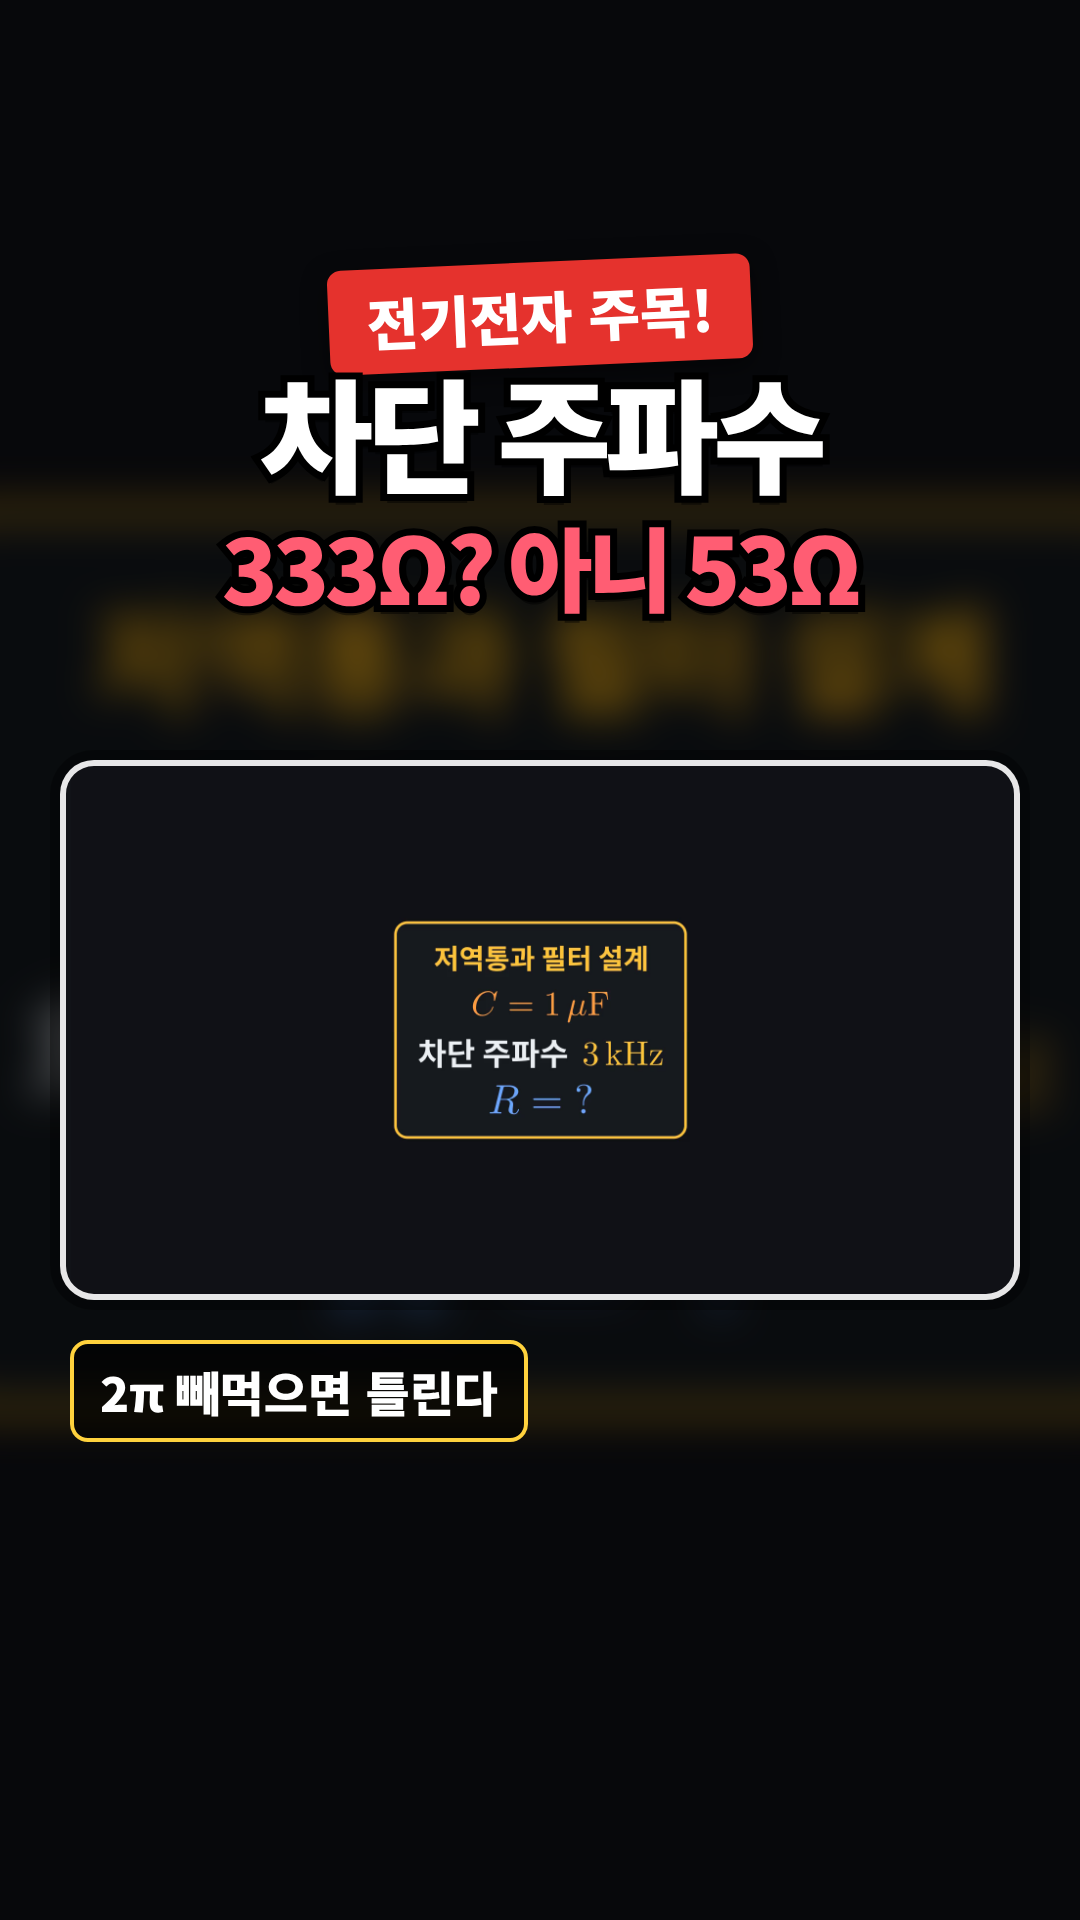 전기전자 주목!
차단 주파수
333Ω? 아니 53Ω
저역통과 필터 설계
C = 1 μF
차단 주파수 3 kHz
R = ?
2π 빼먹으면 틀린다